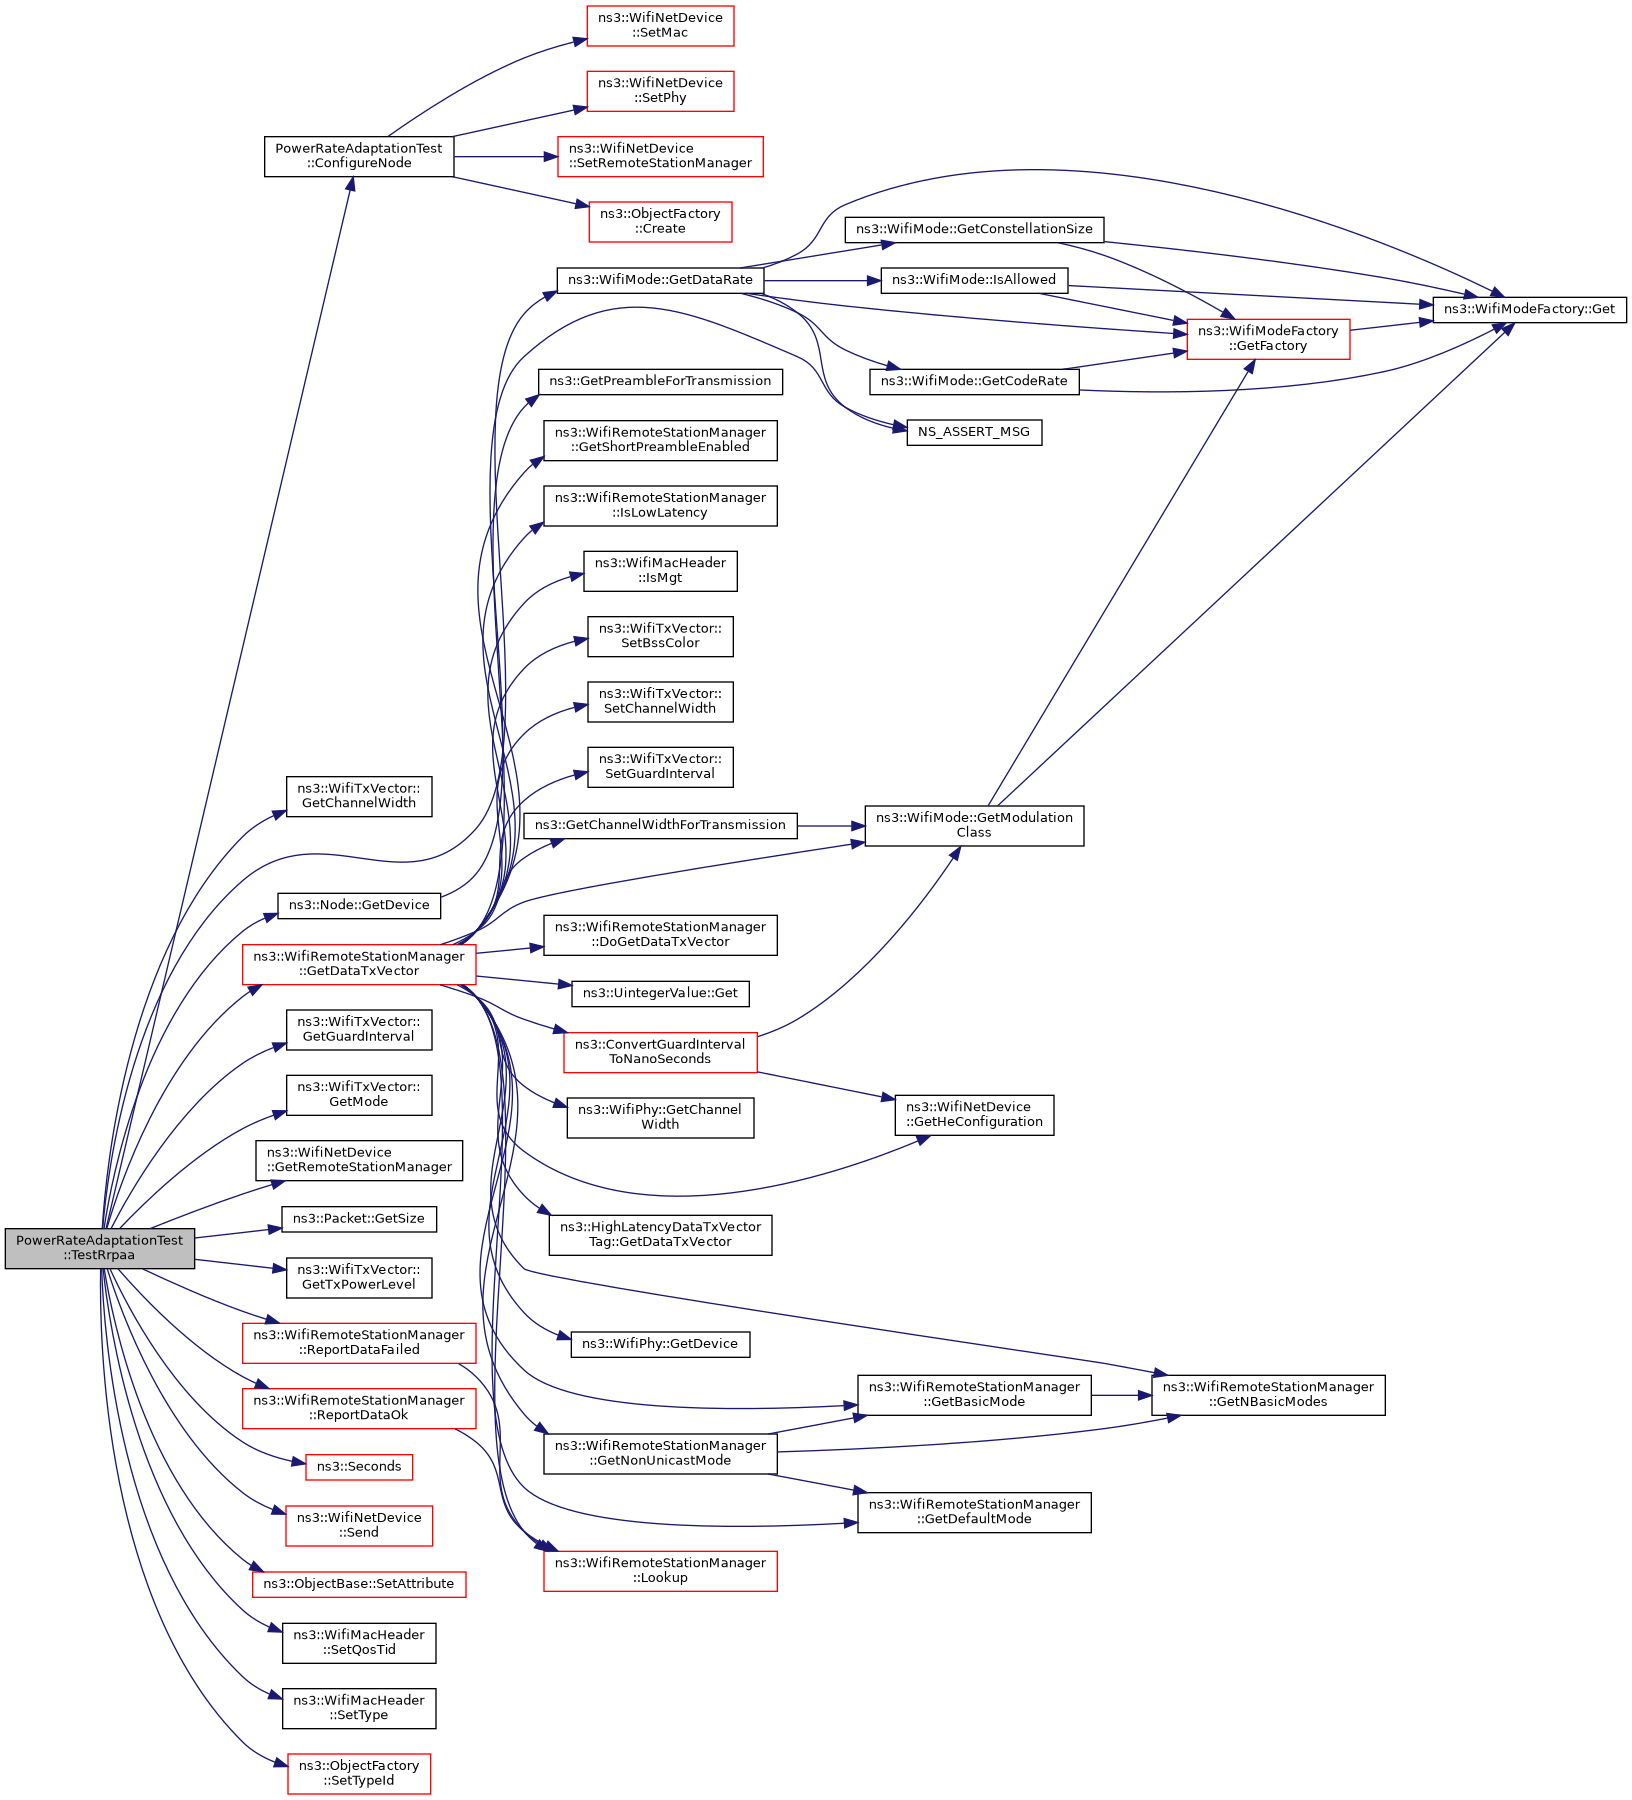 ns3::WifiNetDevice
::SetMac
ns3::WifiNetDevice
::SetPhy
PowerRateAdaptationTest
::ConfigureNode
ns3::WifiNetDevice
::SetRemoteStationManager
ns3::ObjectFactory
::Create
ns3::WifiMode::GetConstellationSize
ns3::WifiMode::GetDataRate
ns3::WifiMode::IsAllowed
ns3::WifiModeFactory::Get
ns3::WifiModeFactory
::GetFactory
ns3::GetPreambleForTransmission
ns3::WifiMode::GetCodeRate
NS_ASSERT_MSG
ns3::WifiRemoteStationManager
::GetShortPreambleEnabled
ns3::WifiRemoteStationManager
::IsLowLatency
ns3::WifiMacHeader
::IsMgt
ns3::WifiTxVector::
SetBssColor
ns3::WifiTxVector::
SetChannelWidth
ns3::WifiTxVector::
SetGuardInterval
ns3::WifiTxVector::
GetChannelWidth
ns3::GetChannelWidthForTransmission
ns3::WifiMode::GetModulation
Class
ns3::Node::GetDevice
ns3::WifiRemoteStationManager
::DoGetDataTxVector
ns3::WifiRemoteStationManager
::GetDataTxVector
ns3::UintegerValue::Get
ns3::WifiTxVector::
GetGuardInterval
ns3::ConvertGuardInterval
ToNanoSeconds
ns3::WifiTxVector::
GetMode
ns3::WifiPhy::GetChannel
Width
ns3::WifiNetDevice
::GetHeConfiguration
ns3::WifiNetDevice
::GetRemoteStationManager
ns3::Packet::GetSize
ns3::HighLatencyDataTxVector
Tag::GetDataTxVector
PowerRateAdaptationTest
::TestRrpaa
ns3::WifiTxVector::
GetTxPowerLevel
ns3::WifiRemoteStationManager
::ReportDataFailed
ns3::WifiPhy::GetDevice
ns3::WifiRemoteStationManager
::GetBasicMode
ns3::WifiRemoteStationManager
::GetNBasicModes
ns3::WifiRemoteStationManager
::ReportDataOk
ns3::WifiRemoteStationManager
::GetNonUnicastMode
ns3::Seconds
ns3::WifiRemoteStationManager
::GetDefaultMode
ns3::WifiNetDevice
::Send
ns3::WifiRemoteStationManager
::Lookup
ns3::ObjectBase::SetAttribute
ns3::WifiMacHeader
::SetQosTid
ns3::WifiMacHeader
::SetType
ns3::ObjectFactory
::SetTypeId